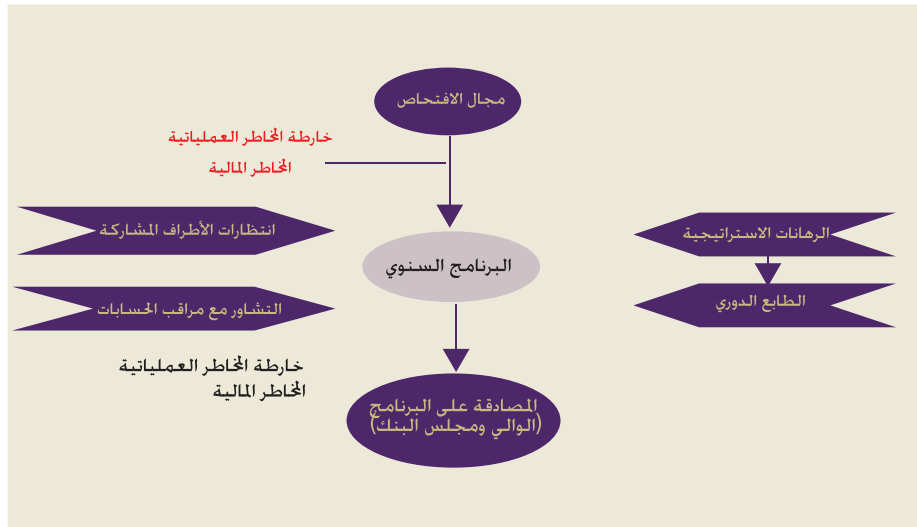 مجال الافتحاص
خارطة المخاطر العملياتية
المخاطر المالية
الرهانات الاستراتيجية
انتظارات الأطراف المشاركة
البرنامج السنوي
الطابع الدوري
التشاور مع مراقب الحسابات
خارطة المخاطر العملياتية
المخاطر المالية
المصادقة على البرنامج
(الوالي ومجلس البنك)